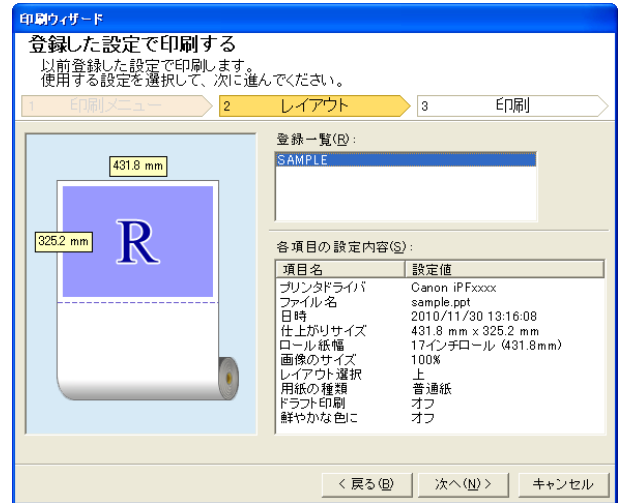 印刷ウィザード
登録した設定で印刷する
以前登録した設定で印刷します。
使用する設定を選択して、次に進んでください。
1 印刷メニュー 2 レイアウト 3 印刷
登録一覧(R):
SAMPLE
431.8 mm
325.2 mm
R
各項目の設定内容(S):
項目名 設定値
プリンタドライバ Canon iPFxxxx
ファイル名 sample.ppt
日時 2010/11/30 13:16:08
仕上がりサイズ 431.8 mm x 325.2 mm
ロール紙幅 17インチロール (431.8mm)
画像のサイズ 100%
レイアウト選択 上
用紙の種類 普通紙
ドラフト印刷 オフ
鮮やかな色に オフ
< 戻る(B) 次へ(N) > キャンセル